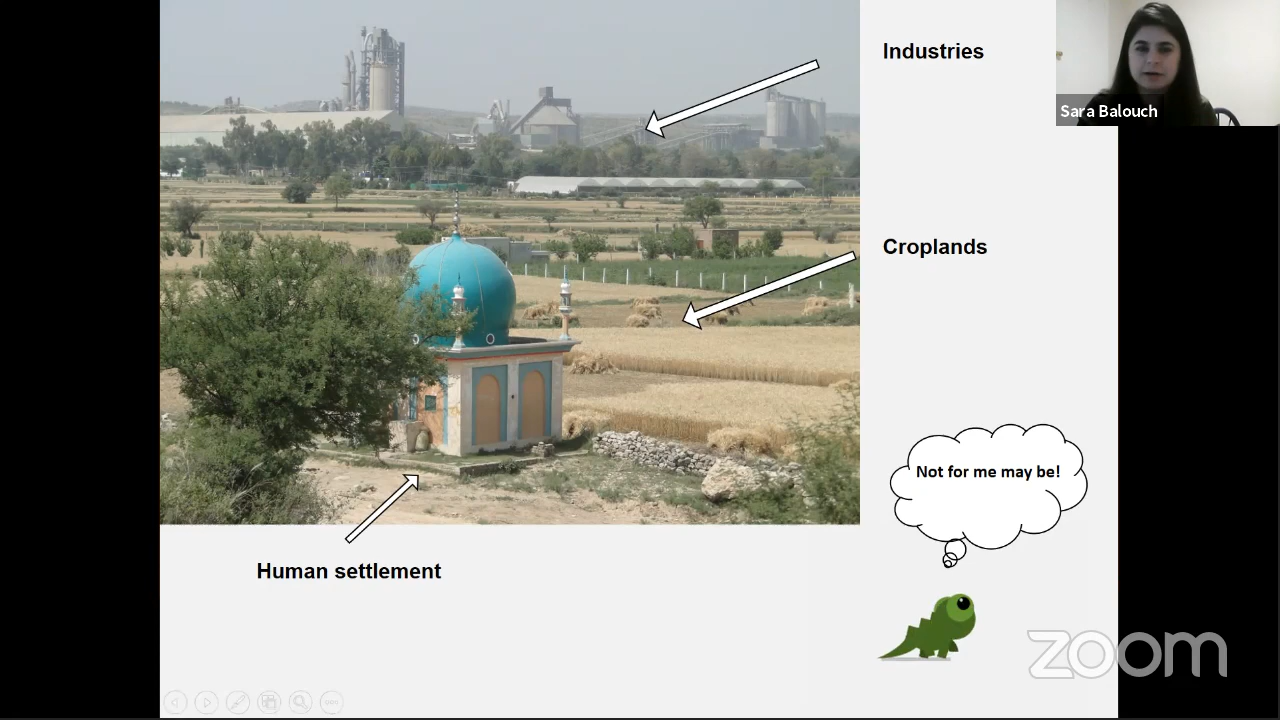 Industries
Sara Balouch
Croplands
Not for me may be!
Human settlement
zoom